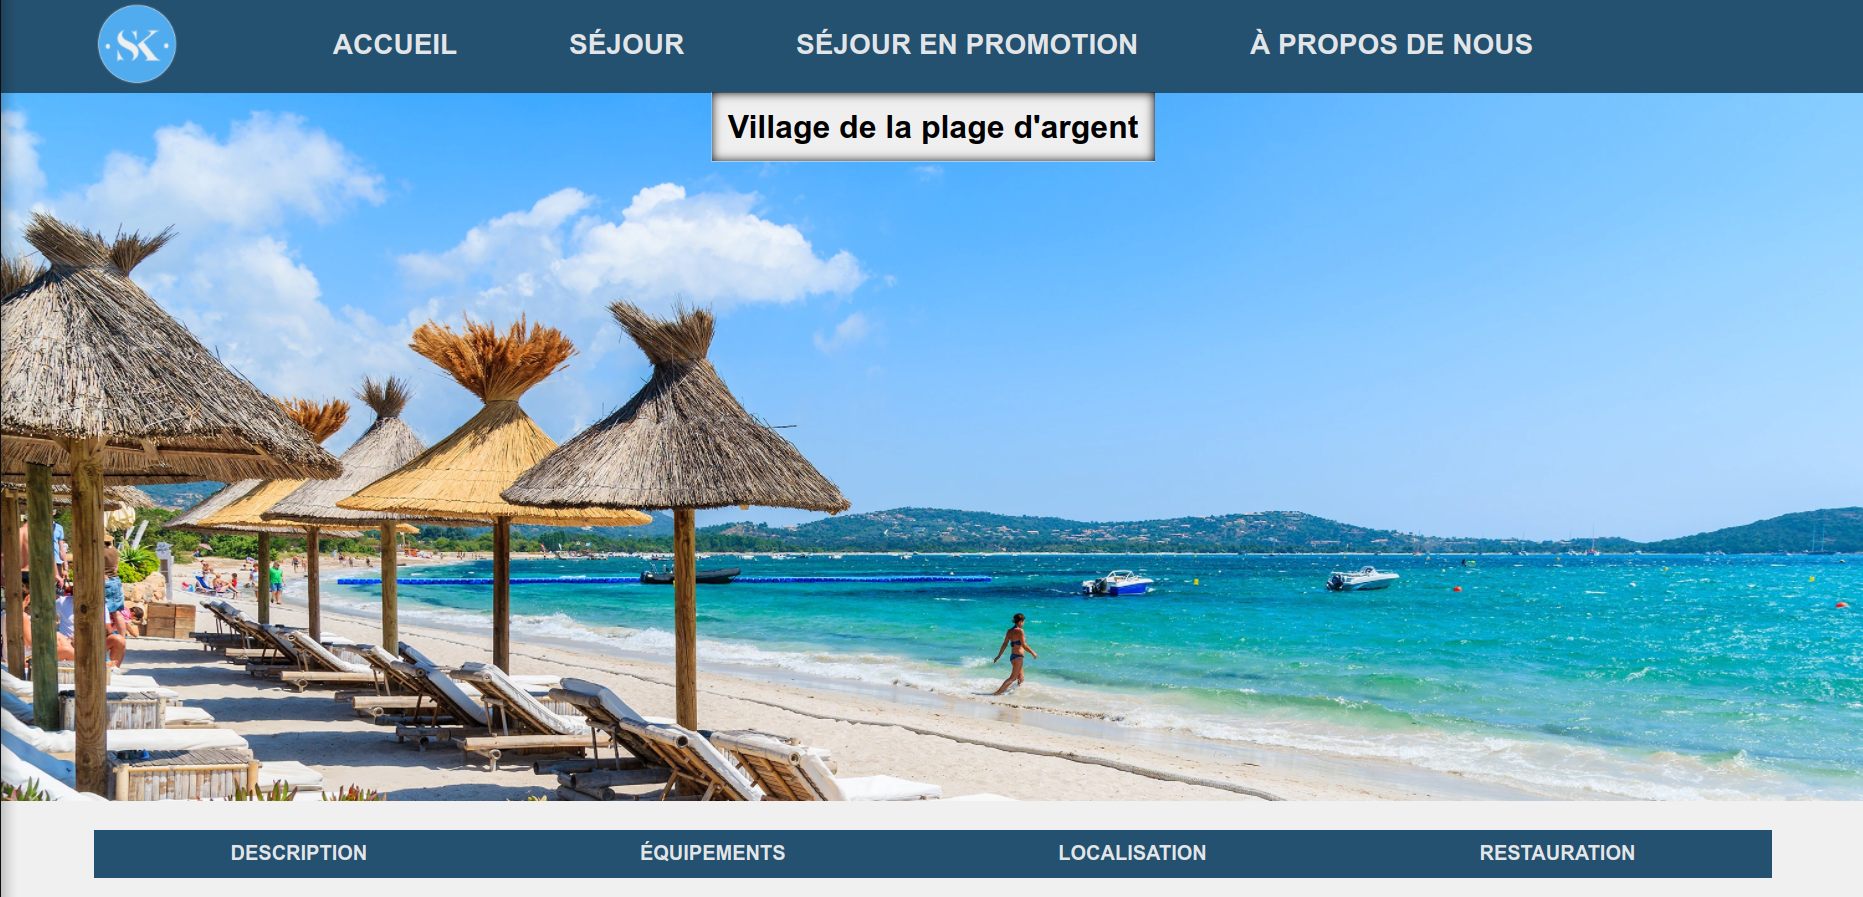 ·SK·
ACCUEIL
SÉJOUR
SÉJOUR EN PROMOTION
À PROPOS DE NOUS
Village de la plage d'argent
DESCRIPTION
ÉQUIPEMENTS
LOCALISATION
RESTAURATION